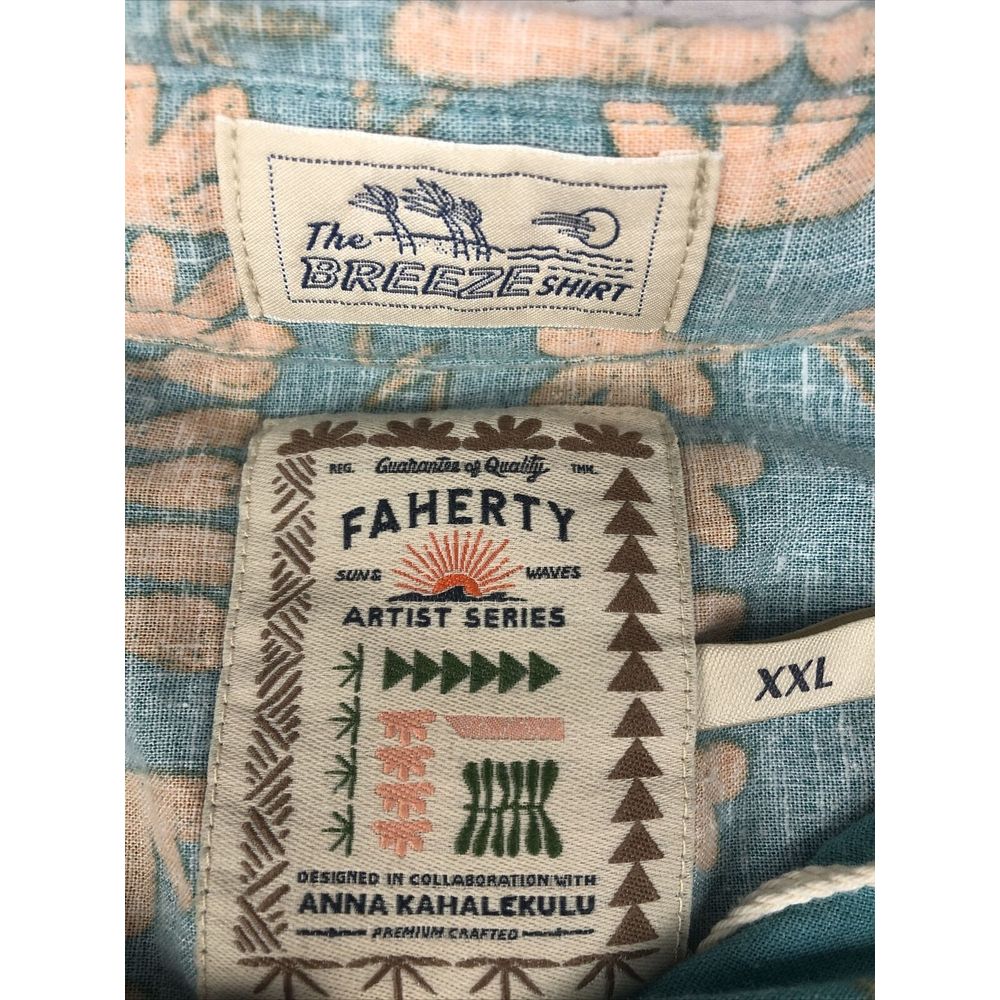 The
BREEZE SHIRT
REG. Guarantee of Quality TMK.
FAHERTY
SUN & WAVES
ARTIST SERIES
XXL
DESIGNED IN COLLABORATION WITH
ANNA KAHALEKULU
PREMIUM CRAFTED